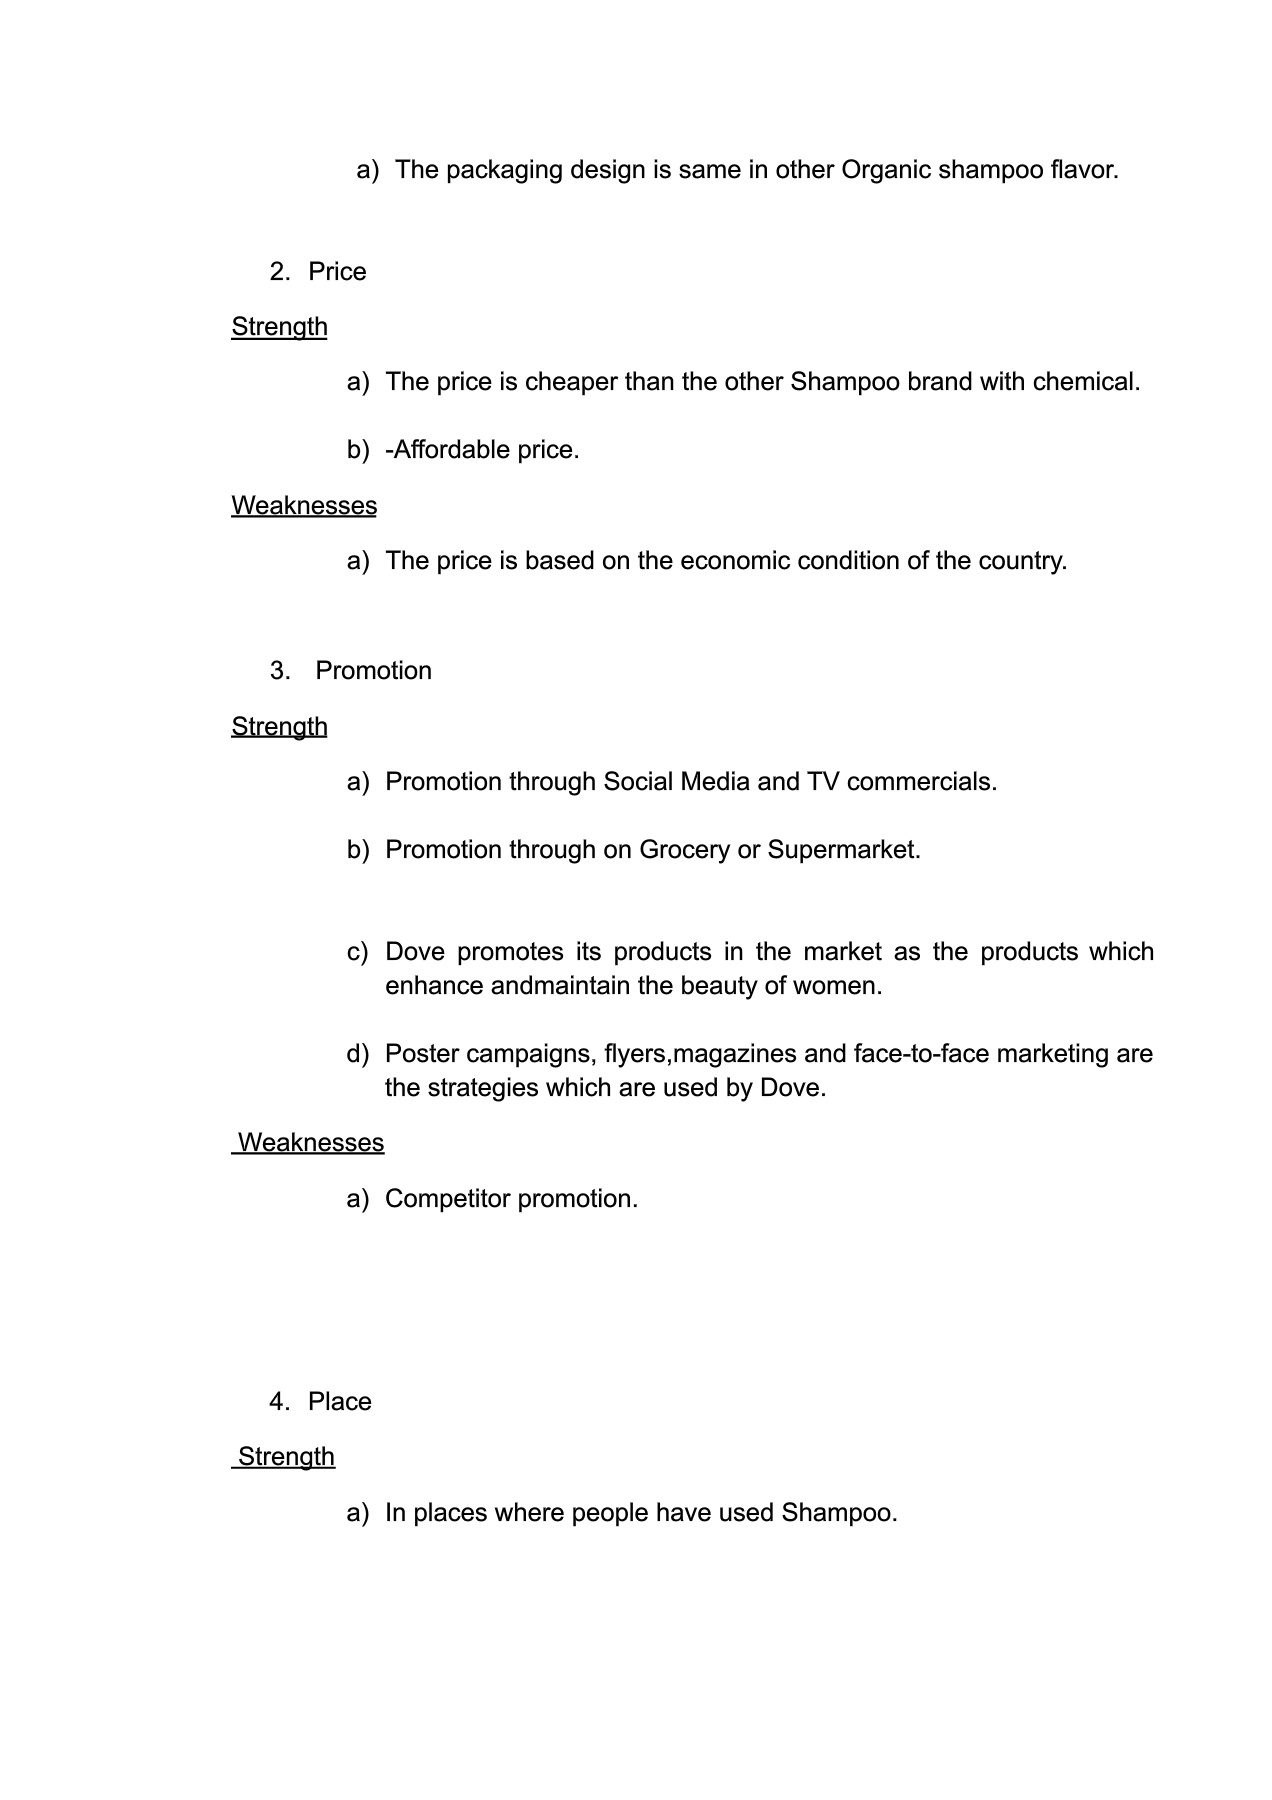 a) The packaging design is same in other Organic shampoo flavor.
2. Price
Strength
a) The price is cheaper than the other Shampoo brand with chemical.
b) -Affordable price.
Weaknesses
a) The price is based on the economic condition of the country.
3. Promotion
Strength
a) Promotion through Social Media and TV commercials.
b) Promotion through on Grocery or Supermarket.
c) Dove promotes its products in the market as the products which
enhance andmaintain the beauty of women.
d) Poster campaigns, flyers,magazines and face-to-face marketing are
the strategies which are used by Dove.
Weaknesses
a) Competitor promotion.
4. Place
Strength
a) In places where people have used Shampoo.